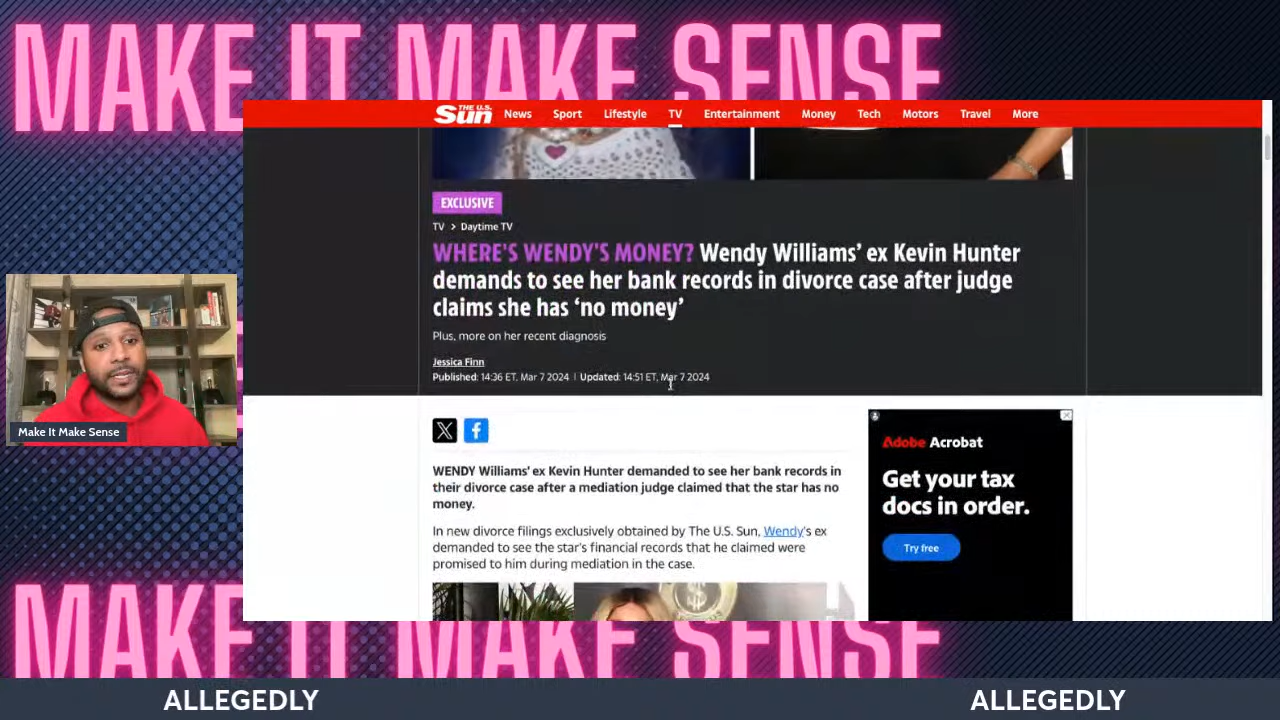 MAKE IT MAKE SENSE
THE U.S. Sun News Sport Lifestyle TV Entertainment Money Tech Motors Travel More
EXCLUSIVE
TV > Daytime TV
WHERE'S WENDY'S MONEY? Wendy Williams’ ex Kevin Hunter
demands to see her bank records in divorce case after judge
claims she has ‘no money’
Plus, more on her recent diagnosis
Jessica Finn
Published: 14:36 ET, Mar 7 2024 | Updated: 14:51 ET, Mar 7 2024
WENDY Williams' ex Kevin Hunter demanded to see her bank records in
their divorce case after a mediation judge claimed that the star has no
money.
In new divorce filings exclusively obtained by The U.S. Sun, Wendy's ex
demanded to see the star's financial records that he claimed were
promised to him during mediation in the case.
Adobe Acrobat
Get your tax
docs in order.
Try free
Make It Make Sense
MAKE IT MAKE SENSE
ALLEGEDLY
ALLEGEDLY